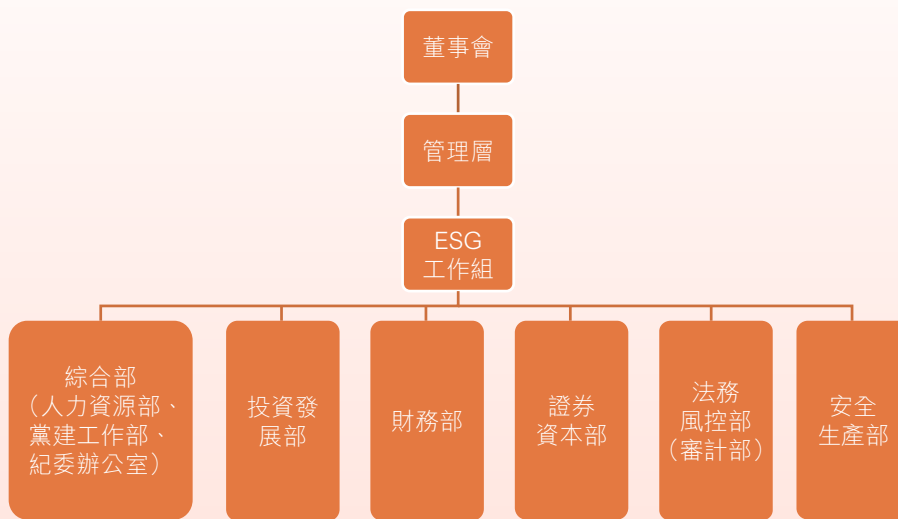 董事會
管理層
ESG
工作組
綜合部
（人力資源部、
黨建工作部、
紀委辦公室）
投資發
展部
財務部
證券
資本部
法務
風控部
（審計部）
安全
生產部